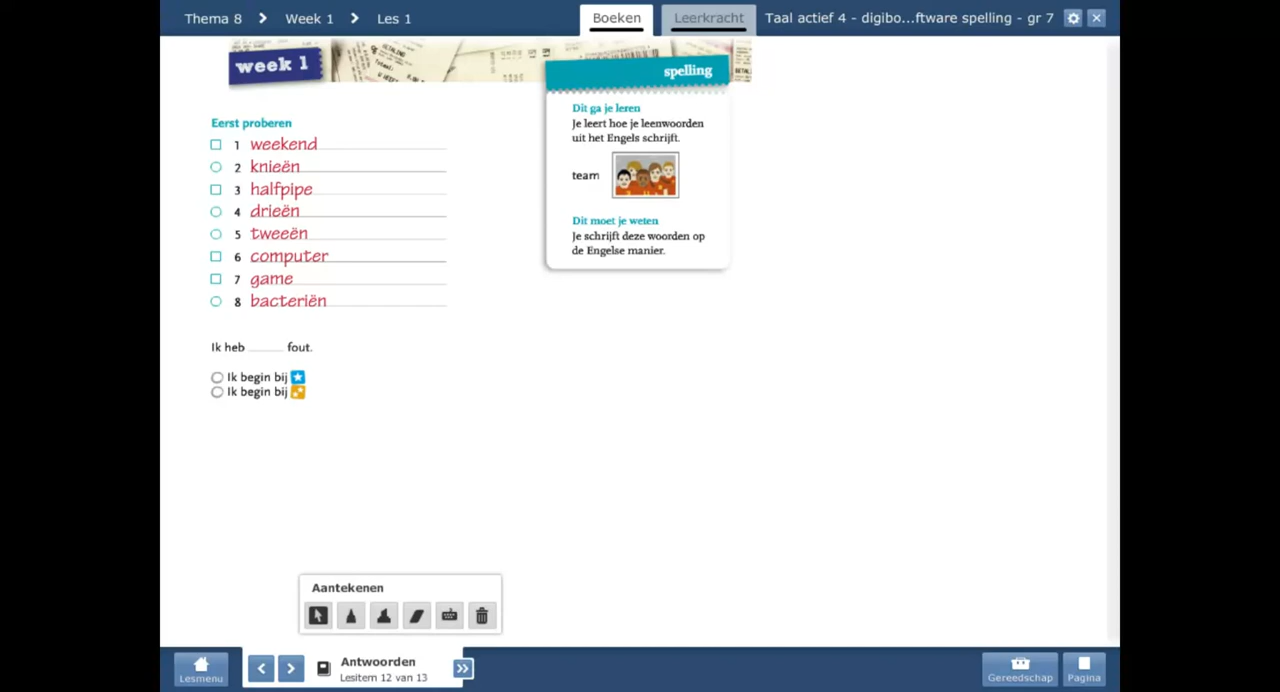 Thema 8 > Week 1 > Les 1
Boeken
Leerkracht
Taal actief 4 - digibo...ftware spelling - gr 7
week 1
spelling
Eerst proberen
1 weekend
2 knieën
3 halfpipe
4 drieën
5 tweeën
6 computer
7 game
8 bacteriën
Ik heb ____ fout.
Ik begin bij
Ik begin bij
Dit ga je leren
Je leert hoe je leenwoorden
uit het Engels schrijft.
team
Dit moet je weten
Je schrijft deze woorden op
de Engelse manier.
Aantekenen
Lesmenu
Antwoorden
Lesitem 12 van 13
Gereedschap
Pagina